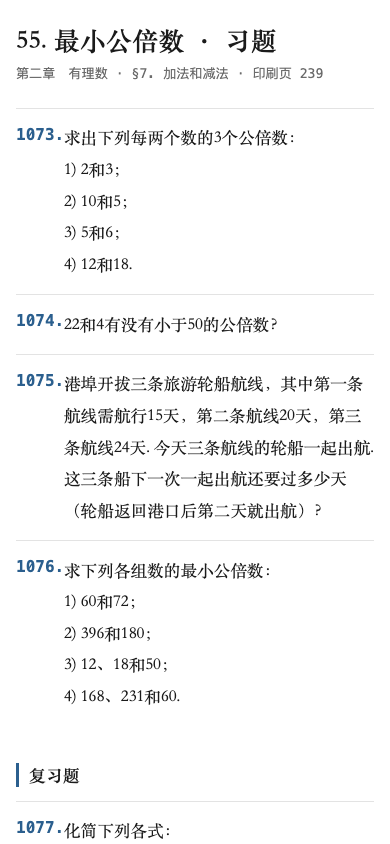 55. 最小公倍数 · 习题
第二章 有理数 · §7. 加法和减法 · 印刷页 239
1073. 求出下列每两个数的3个公倍数：
1) 2和3；
2) 10和5；
3) 5和6；
4) 12和18.
1074. 22和4有没有小于50的公倍数?
1075. 港埠开拔三条旅游轮船航线，其中第一条
航线需航行15天，第二条航线20天，第三
条航线24天. 今天三条航线的轮船一起出航.
这三条船下一次一起出航还要过多少天
（轮船返回港口后第二天就出航）?
1076. 求下列各组数的最小公倍数：
1) 60和72；
2) 396和180；
3) 12、18和50；
4) 168、231和60.
复习题
1077. 化简下列各式：